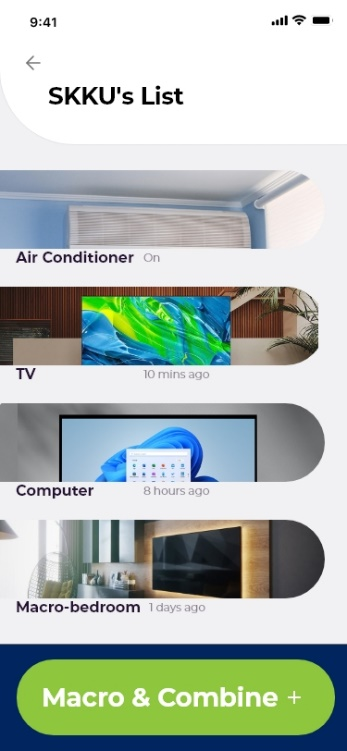 9:41
SKKU's List
Air Conditioner On
TV 10 mins ago
Computer 8 hours ago
Macro-bedroom 1 days ago
Macro & Combine +